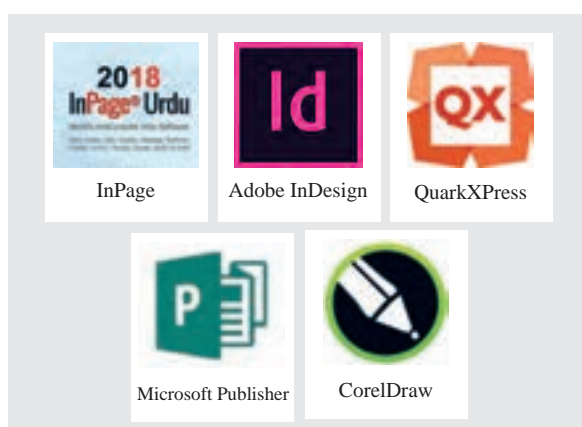 2018
InPage® Urdu
InPage
Id
Adobe InDesign
QX
QuarkXPress
P
Microsoft Publisher
CorelDraw